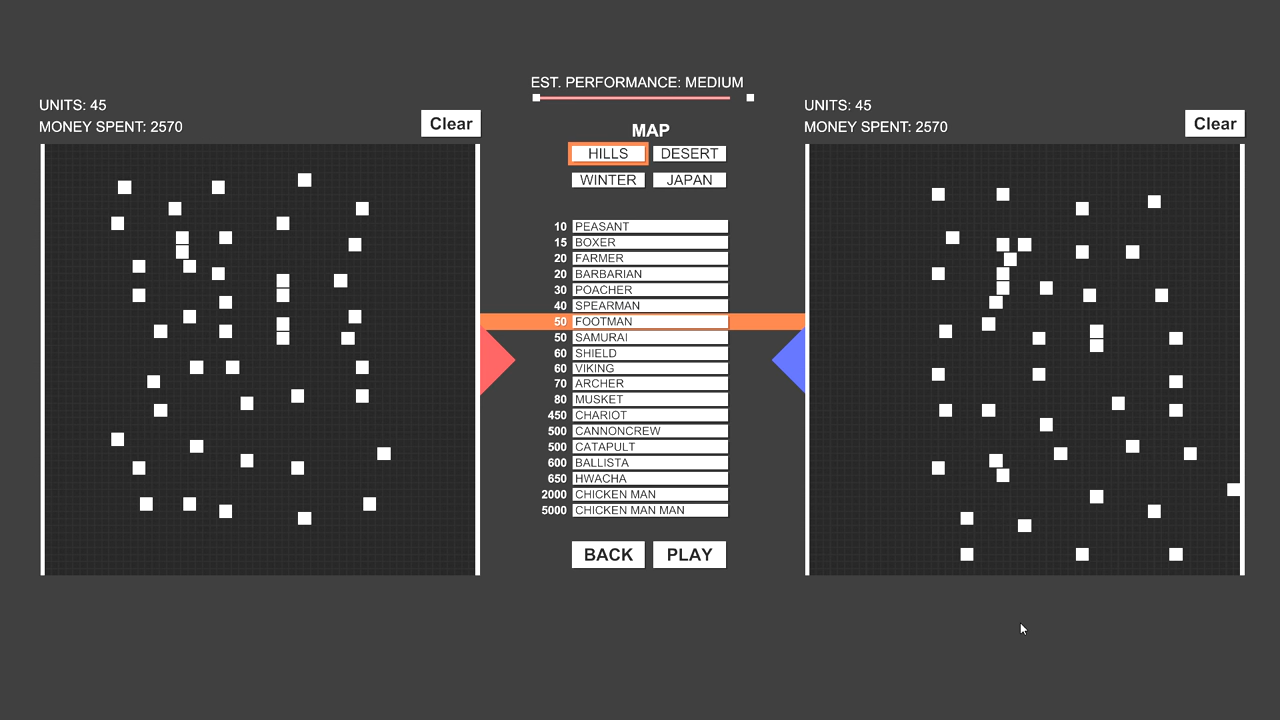 EST. PERFORMANCE: MEDIUM
UNITS: 45
MONEY SPENT: 2570
Clear
UNITS: 45
MONEY SPENT: 2570
Clear
MAP
HILLS DESERT
WINTER JAPAN
10 PEASANT
15 BOXER
20 FARMER
20 BARBARIAN
30 POACHER
40 SPEARMAN
50 FOOTMAN
50 SAMURAI
60 SHIELD
60 VIKING
70 ARCHER
80 MUSKET
450 CHARIOT
500 CANNONCREW
500 CATAPULT
600 BALLISTA
650 HWACHA
2000 CHICKEN MAN
5000 CHICKEN MAN MAN
BACK PLAY